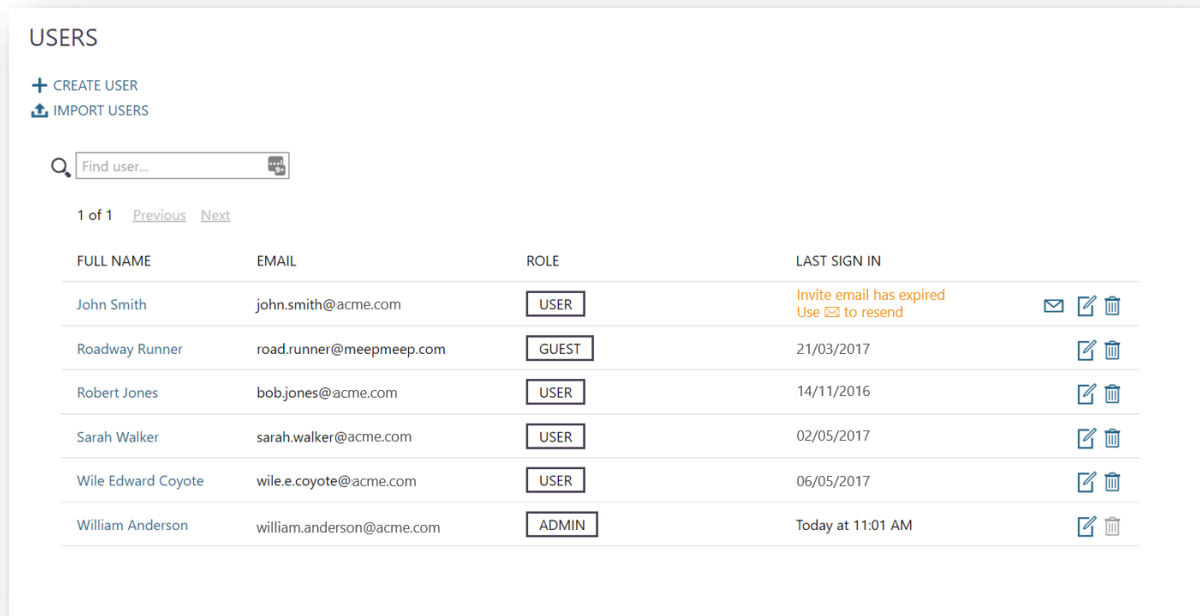 USERS
CREATE USER
IMPORT USERS
Find user...
1 of 1 Previous Next
FULL NAME EMAIL ROLE LAST SIGN IN
John Smith john.smith@acme.com USER Invite email has expired
Use ✉ to resend
Roadway Runner road.runner@meepmeep.com GUEST 21/03/2017
Robert Jones bob.jones@acme.com USER 14/11/2016
Sarah Walker sarah.walker@acme.com USER 02/05/2017
Wile Edward Coyote wile.e.coyote@acme.com USER 06/05/2017
William Anderson william.anderson@acme.com ADMIN Today at 11:01 AM